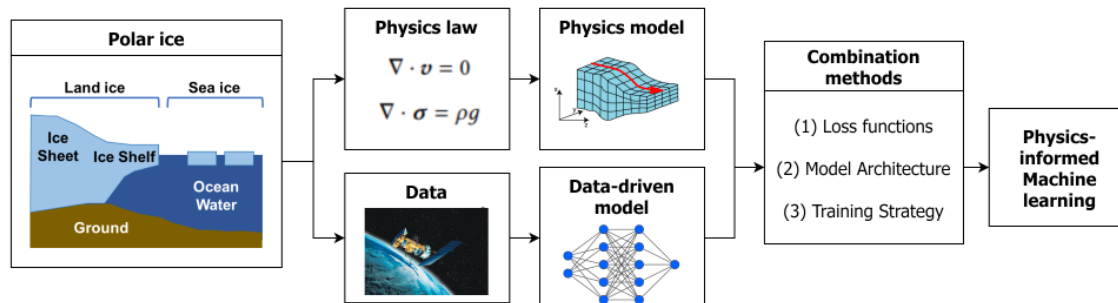 Polar ice
Land ice
Sea ice
Ice
Sheet
Ice Shelf
Ocean
Water
Ground
Physics law
∇ · 𝒗 = 0
∇ · 𝝈 = ρg
Physics model
x
y
z
Data
Data-driven
model
Combination
methods
(1) Loss functions
(2) Model Architecture
(3) Training Strategy
Physics-
informed
Machine
learning